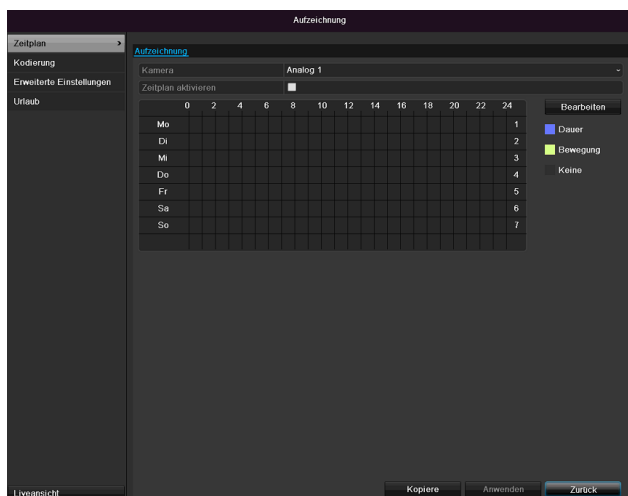 Aufzeichnung
Zeitplan >
Kodierung
Erweiterte Einstellungen
Urlaub
Aufzeichnung
Kamera Analog 1
Zeitplan aktivieren
0 2 4 6 8 10 12 14 16 18 20 22 24
Mo 1
Di 2
Mi 3
Do 4
Fr 5
Sa 6
So 7
Bearbeiten
Dauer
Bewegung
Keine
Liveansicht
Kopiere Anwenden Zurück